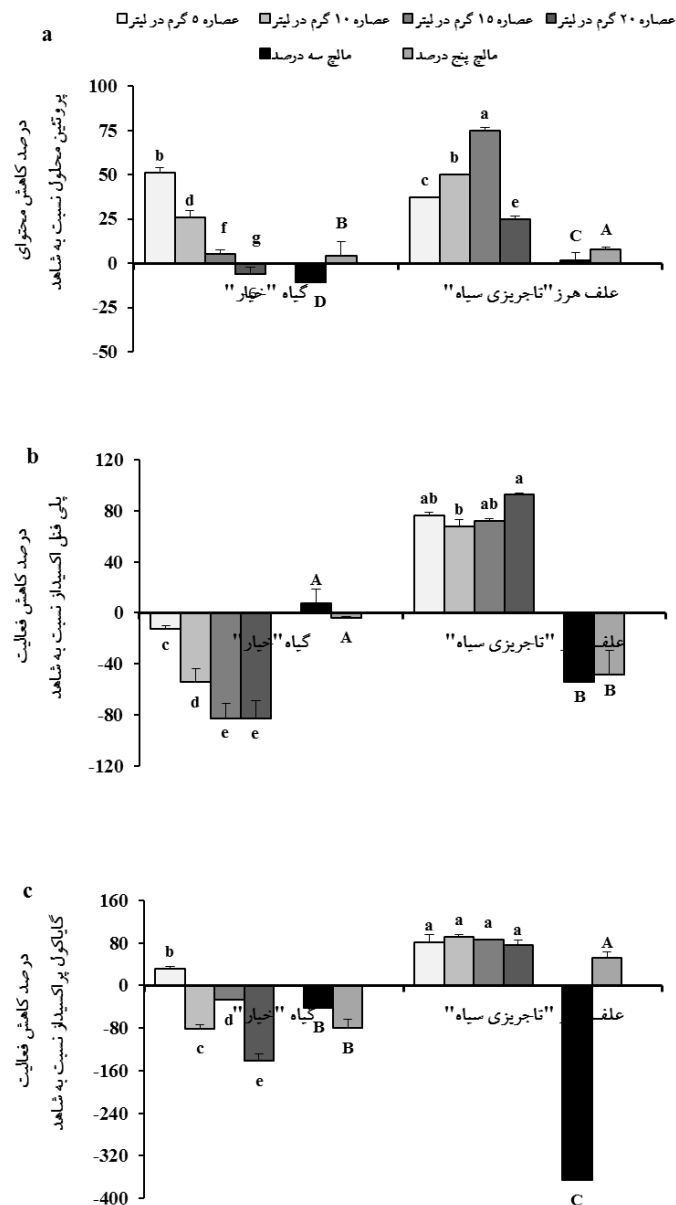 عصاره ۵ گرم در لیتر عصاره ۱۰ گرم در لیتر عصاره ۱۵ گرم در لیتر عصاره ۲۰ گرم در لیتر
مالچ سه درصد مالچ پنج درصد
a
درصد کاهش محتوای
پروتئین محلول نسبت به شاهد
100
75
50
25
0
-25
-50
b
d
f
g
B
D
c
b
a
e
C
A
گیاه "خیار"
علف هرز "تاجریزی سیاه"
b
درصد کاهش فعالیت
پلی فنل اکسیداز نسبت به شاهد
120
80
40
0
-40
-80
-120
c
d
e
e
A
A
ab
b
ab
a
B
B
گیاه "خیار"
علف "تاجریزی سیاه"
c
درصد کاهش فعالیت
گایاکول پراکسیداز نسبت به شاهد
160
80
0
-80
-160
-240
-320
-400
b
c
d
e
B
B
a
a
a
a
C
A
گیاه "خیار"
علف "تاجریزی سیاه"